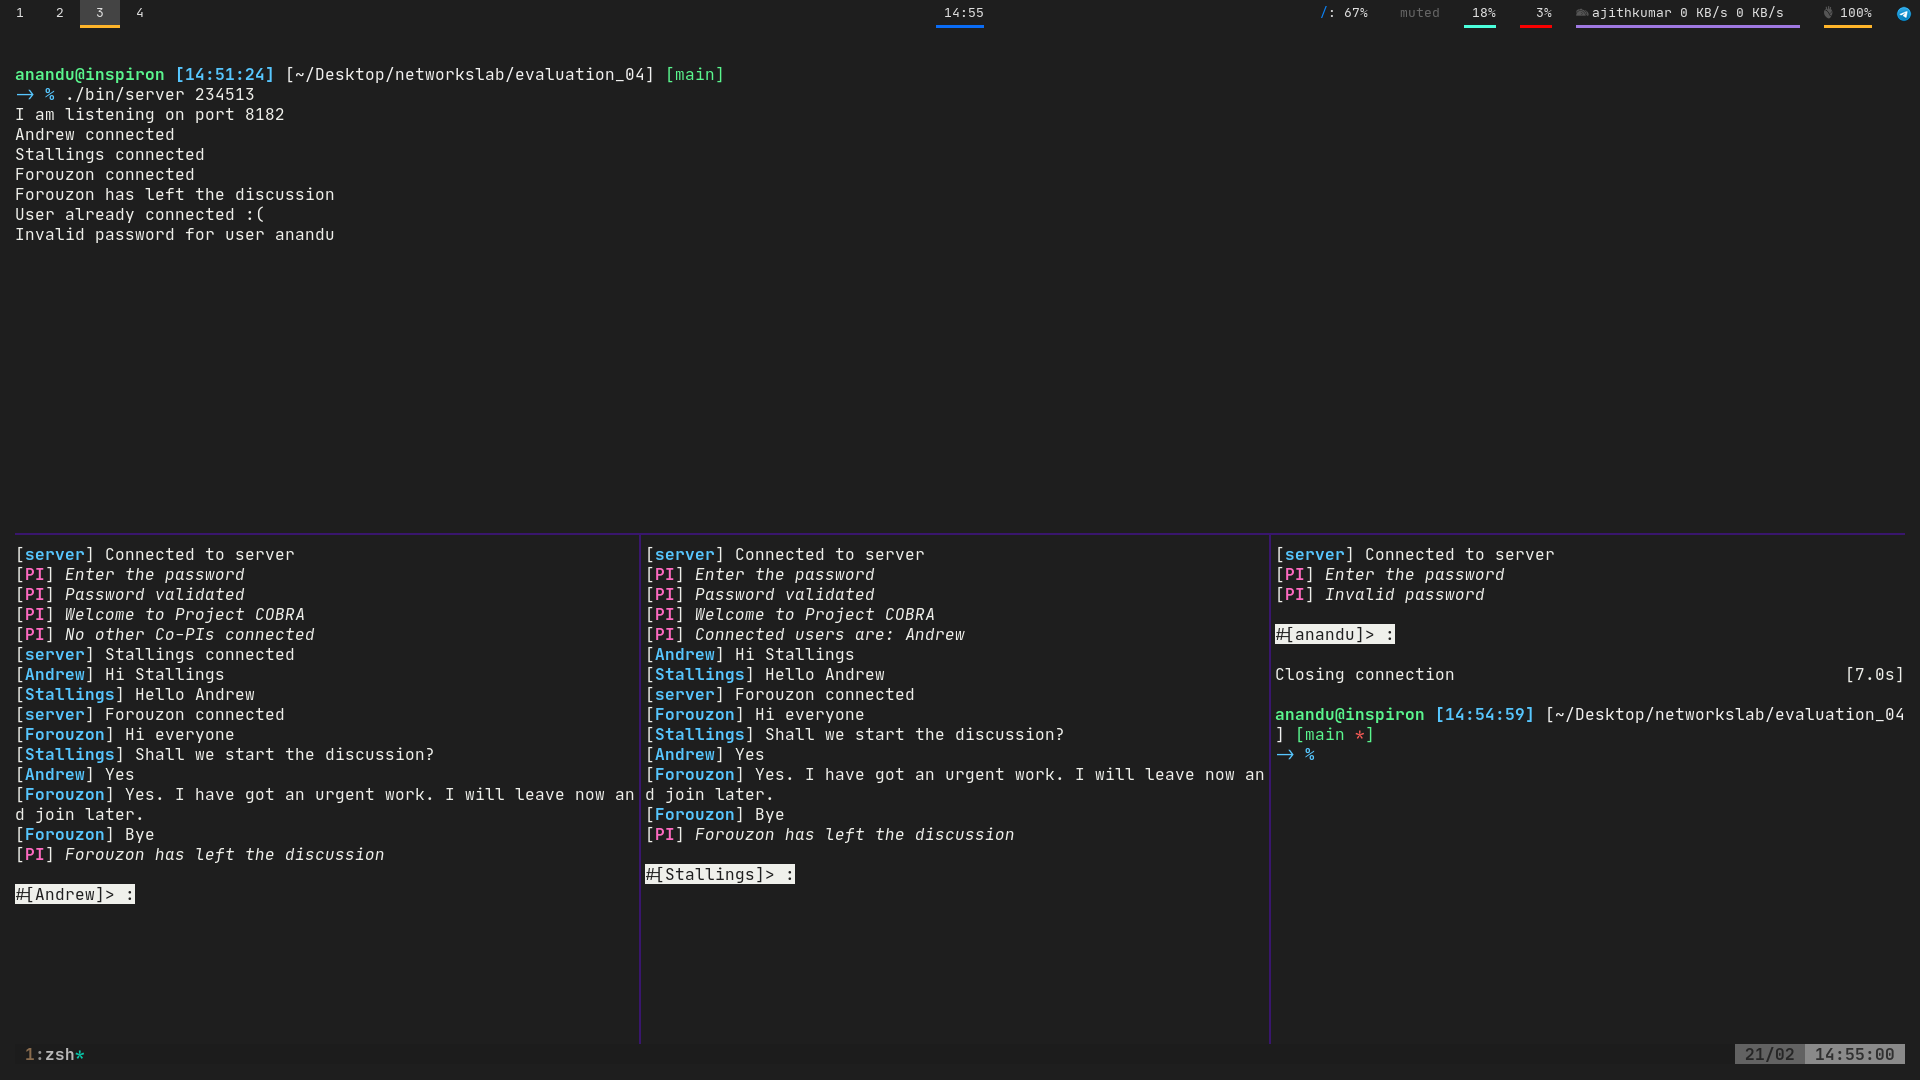 1 2 3 4 14:55 /: 67% muted 18% 3% ajithkumar 0 KB/s 0 KB/s 100%
anandu@inspiron [14:51:24] [~/Desktop/networkslab/evaluation_04] [main]
—> % ./bin/server 234513
I am listening on port 8182
Andrew connected
Stallings connected
Forouzon connected
Forouzon has left the discussion
User already connected :(
Invalid password for user anandu
[server] Connected to server
[PI] Enter the password
[PI] Password validated
[PI] Welcome to Project COBRA
[PI] No other Co-PIs connected
[server] Stallings connected
[Andrew] Hi Stallings
[Stallings] Hello Andrew
[server] Forouzon connected
[Forouzon] Hi everyone
[Stallings] Shall we start the discussion?
[Andrew] Yes
[Forouzon] Yes. I have got an urgent work. I will leave now an
d join later.
[Forouzon] Bye
[PI] Forouzon has left the discussion
#[Andrew]> :
[server] Connected to server
[PI] Enter the password
[PI] Password validated
[PI] Welcome to Project COBRA
[PI] Connected users are: Andrew
[Andrew] Hi Stallings
[Stallings] Hello Andrew
[server] Forouzon connected
[Forouzon] Hi everyone
[Stallings] Shall we start the discussion?
[Andrew] Yes
[Forouzon] Yes. I have got an urgent work. I will leave now an
d join later.
[Forouzon] Bye
[PI] Forouzon has left the discussion
#[Stallings]> :
[server] Connected to server
[PI] Enter the password
[PI] Invalid password
#[anandu]> :
Closing connection [7.0s]
anandu@inspiron [14:54:59] [~/Desktop/networkslab/evaluation_04
] [main *]
—> %
1:zsh* 21/02 14:55:00